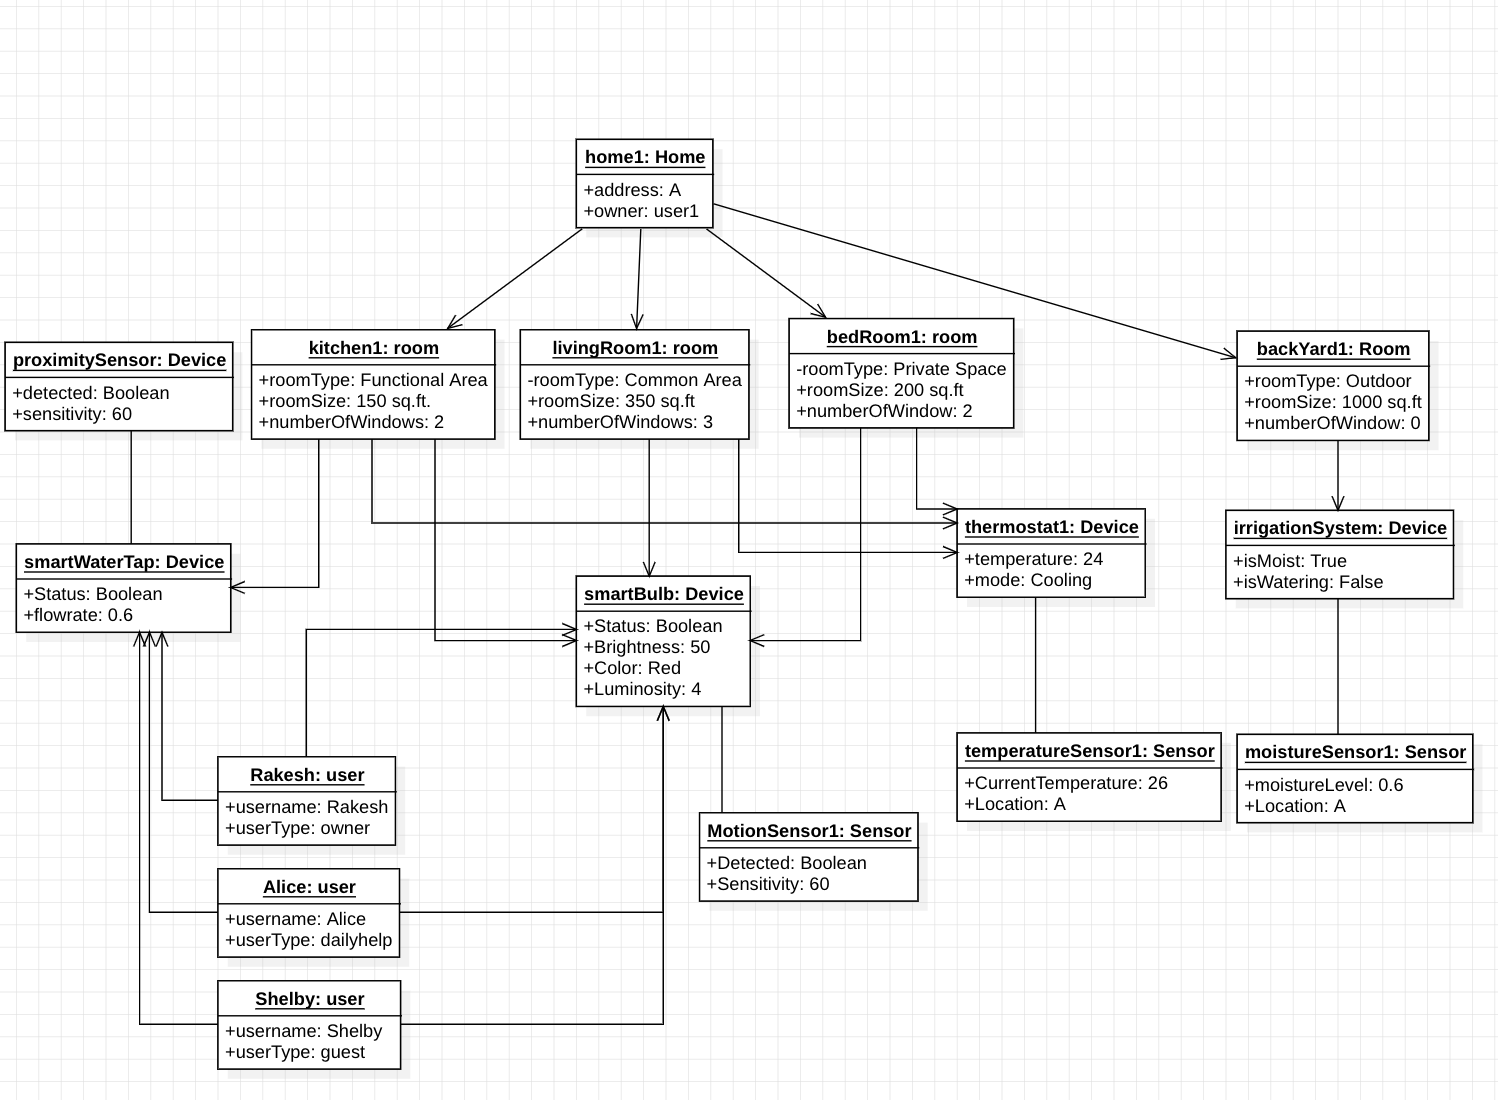 home1: Home
+address: A
+owner: user1
proximitySensor: Device
+detected: Boolean
+sensitivity: 60
kitchen1: room
+roomType: Functional Area
+roomSize: 150 sq.ft.
+numberOfWindows: 2
livingRoom1: room
-roomType: Common Area
+roomSize: 350 sq.ft
+numberOfWindows: 3
bedRoom1: room
-roomType: Private Space
+roomSize: 200 sq.ft
+numberOfWindow: 2
backYard1: Room
+roomType: Outdoor
+roomSize: 1000 sq.ft
+numberOfWindow: 0
smartWaterTap: Device
+Status: Boolean
+flowrate: 0.6
smartBulb: Device
+Status: Boolean
+Brightness: 50
+Color: Red
+Luminosity: 4
thermostat1: Device
+temperature: 24
+mode: Cooling
irrigationSystem: Device
+isMoist: True
+isWatering: False
Rakesh: user
+username: Rakesh
+userType: owner
MotionSensor1: Sensor
+Detected: Boolean
+Sensitivity: 60
temperatureSensor1: Sensor
+CurrentTemperature: 26
+Location: A
moistureSensor1: Sensor
+moistureLevel: 0.6
+Location: A
Alice: user
+username: Alice
+userType: dailyhelp
Shelby: user
+username: Shelby
+userType: guest